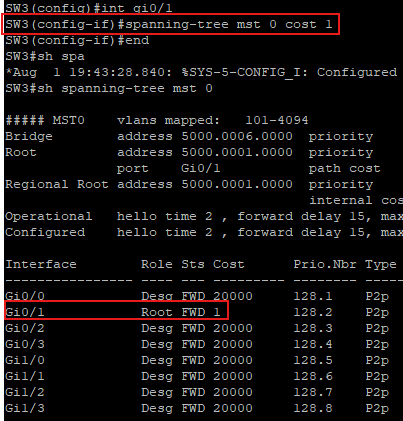 SW3(config)#int gi0/1
SW3(config-if)#spanning-tree mst 0 cost 1
SW3(config-if)#end
SW3#sh spa
*Aug  1 19:43:28.840: %SYS-5-CONFIG_I: Configured
SW3#sh spanning-tree mst 0
##### MST0    vlans mapped:   101-4094
Bridge        address 5000.0006.0000  priority
Root          address 5000.0001.0000  priority
              port    Gi0/1           path cost
Regional Root address 5000.0001.0000  priority
                                      internal cos
Operational   hello time 2 , forward delay 15, max
Configured    hello time 2 , forward delay 15, max
Interface        Role Sts Cost      Prio.Nbr Type
---------------- ---- --- --------- -------- -----
Gi0/0            Desg FWD 20000     128.1    P2p
Gi0/1            Root FWD 1         128.2    P2p
Gi0/2            Desg FWD 20000     128.3    P2p
Gi0/3            Desg FWD 20000     128.4    P2p
Gi1/0            Desg FWD 20000     128.5    P2p
Gi1/1            Desg FWD 20000     128.6    P2p
Gi1/2            Desg FWD 20000     128.7    P2p
Gi1/3            Desg FWD 20000     128.8    P2p